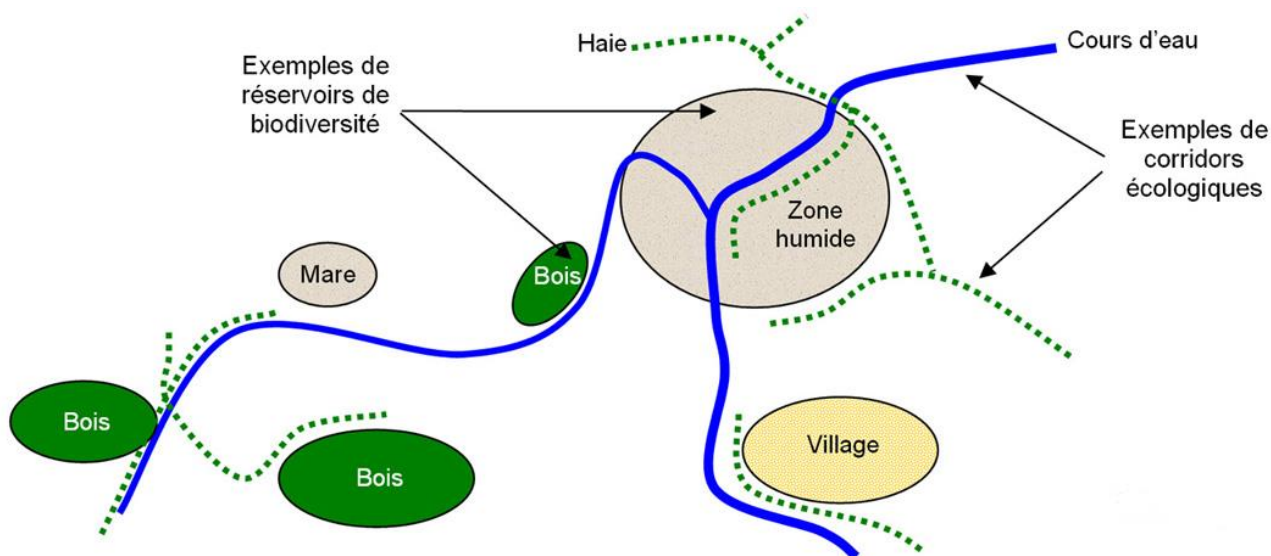 Haie
Cours d'eau
Exemples de
réservoirs de
biodiversité
Exemples de
corridors
écologiques
Zone
humide
Mare
Bois
Bois
Bois
Village